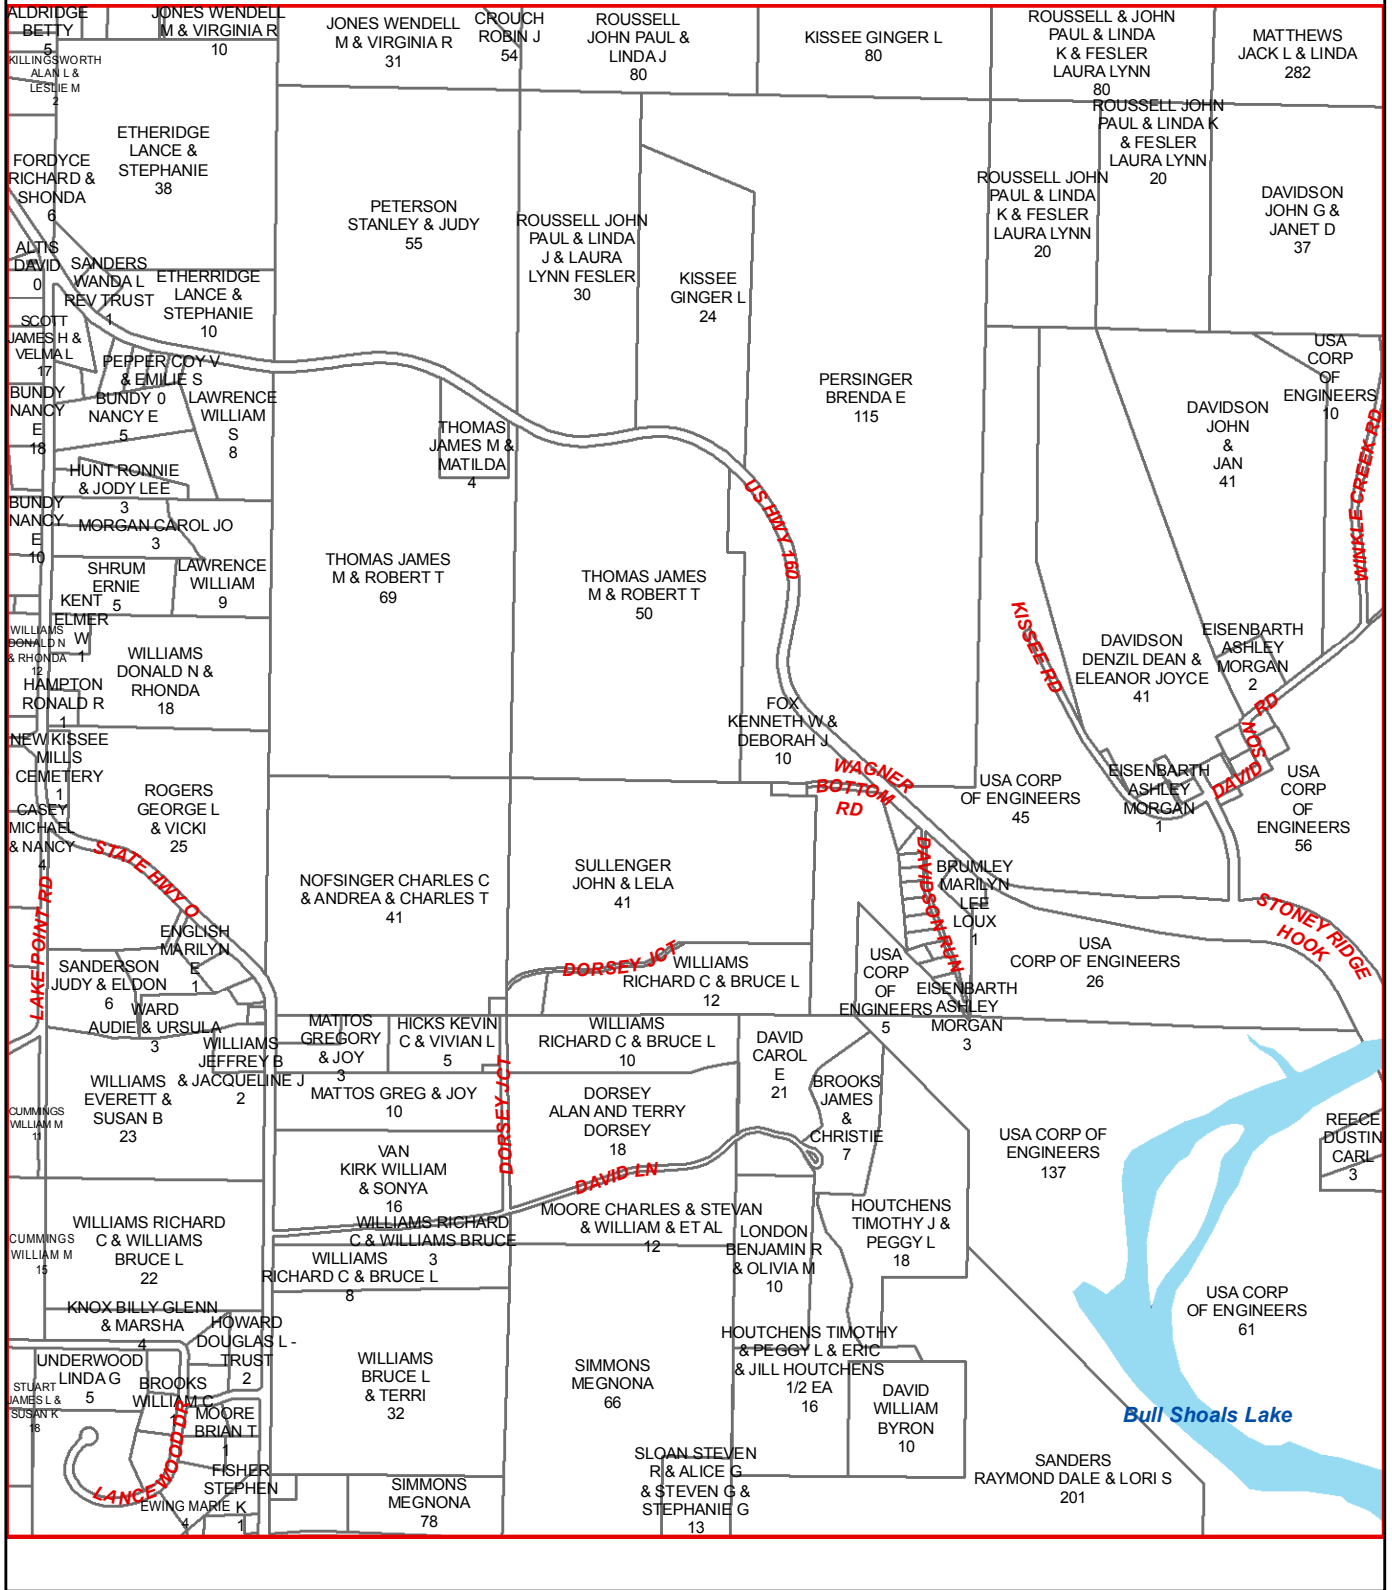 ALDRIDGE
BETTY
5
JONES WENDELL
M & VIRGINIA R
10
JONES WENDELL
M & VIRGINIA R
31
CROUCH
ROBIN J
54
ROUSSELL
JOHN PAUL &
LINDA J
80
KISSEE GINGER L
80
ROUSSELL & JOHN
PAUL & LINDA
K & FESLER
LAURA LYNN
80
MATTHEWS
JACK L & LINDA
282
KILLINGSWORTH
ALAN L &
LESLIE M
2
ETHERIDGE
LANCE &
STEPHANIE
38
FORDYCE
RICHARD &
SHONDA
6
PETERSON
STANLEY & JUDY
55
ROUSSELL JOHN
PAUL & LINDA
J & LAURA
LYNN FESLER
30
KISSEE
GINGER L
24
ROUSSELL JOHN
PAUL & LINDA
K & FESLER
LAURA LYNN
20
ROUSSELL JOHN
PAUL & LINDA K
& FESLER
LAURA LYNN
20
DAVIDSON
JOHN G &
JANET D
37
ALTIS
DAVID
0
SANDERS
WANDA L
REV TRUST
1
ETHERRIDGE
LANCE &
STEPHANIE
10
SCOTT
JAMES H &
VELMA L
17
PEPPER COY V
& EMILIE S
0
BUNDY
NANCY E
5
LAWRENCE
WILLIAM
S
8
BUNDY
NANCY
E
18
THOMAS
JAMES M &
MATILDA
4
PERSINGER
BRENDA E
115
USA
CORP
OF
ENGINEERS
10
DAVIDSON
JOHN
&
JAN
41
WINKLE CREEK RD
US HWY 160
HUNT RONNIE
& JODY LEE
3
BUNDY
NANCY
E
10
MORGAN CAROL JO
3
SHRUM
ERNIE
5
LAWRENCE
WILLIAM
9
THOMAS JAMES
M & ROBERT T
69
THOMAS JAMES
M & ROBERT T
50
KENT
ELMER
W
1
WILLIAMS
DONALD N
& RHONDA
12
WILLIAMS
DONALD N &
RHONDA
18
HAMPTON
RONALD R
1
KISSEE RD
DAVIDSON
DENZIL DEAN &
ELEANOR JOYCE
41
EISENBARTH
ASHLEY
MORGAN
2
FOX
KENNETH W &
DEBORAH J
10
DAVID
SON
RD
NEW KISSEE
MILLS
CEMETERY
1
CASEY
MICHAEL
& NANCY
4
ROGERS
GEORGE L
& VICKI
25
WAGNER
BOTTOM
RD
USA CORP
OF ENGINEERS
45
EISENBARTH
ASHLEY
MORGAN
1
USA
CORP
OF
ENGINEERS
56
STATE HWY O
LAKE POINT RD
NOFSINGER CHARLES C
& ANDREA & CHARLES T
41
SULLENGER
JOHN & LELA
41
DAVIDSON RUN
BRUMLEY
MARILYN
LEE
LOUX
1
STONEY RIDGE
HOOK
ENGLISH
MARILYN
E
1
SANDERSON
JUDY & ELDON
6
DORSEY JCT
WILLIAMS
RICHARD C & BRUCE L
12
USA
CORP
OF
ENGINEERS
5
USA
CORP OF ENGINEERS
26
EISENBARTH
ASHLEY
MORGAN
3
WARD
AUDIE & URSULA
3
WILLIAMS
JEFFREY B
& JACQUELINE J
2
MATTOS
GREGORY
& JOY
3
HICKS KEVIN
C & VIVIAN L
5
WILLIAMS
RICHARD C & BRUCE L
10
DAVID
CAROL
E
21
WILLIAMS
EVERETT &
SUSAN B
23
CUMMINGS
WILLIAM M
11
MATTOS GREG & JOY
10
DORSEY JCT
DORSEY
ALAN AND TERRY
DORSEY
18
BROOKS
JAMES
&
CHRISTIE
7
USA CORP OF
ENGINEERS
137
REECE
DUSTIN
CARL
3
VAN
KIRK WILLIAM
& SONYA
16
DAVID LN
WILLIAMS RICHARD
C & WILLIAMS
BRUCE L
22
CUMMINGS
WILLIAM M
15
WILLIAMS RICHARD
C & WILLIAMS BRUCE
3
MOORE CHARLES & STEVAN
& WILLIAM & ET AL
12
LONDON
BENJAMIN R
& OLIVIA M
10
HOUTCHENS
TIMOTHY J &
PEGGY L
18
WILLIAMS
RICHARD C & BRUCE L
8
USA CORP
OF ENGINEERS
61
KNOX BILLY GLENN
& MARSHA
4
HOWARD
DOUGLAS L -
TRUST
2
HOUTCHENS TIMOTHY
& PEGGY L & ERIC
& JILL HOUTCHENS
1/2 EA
16
UNDERWOOD
LINDA G
5
STUART
JAMES L &
SUSAN K
18
BROOKS
WILLIAM C
1
MOORE
BRIAN T
1
WILLIAMS
BRUCE L
& TERRI
32
SIMMONS
MEGNONA
66
DAVID
WILLIAM
BYRON
10
Bull Shoals Lake
LANCEWOOD DR
FISHER
STEPHEN
K
1
EWING MARIE
4
SIMMONS
MEGNONA
78
SLOAN STEVEN
R & ALICE G
& STEVEN G &
STEPHANIE G
13
SANDERS
RAYMOND DALE & LORI S
201